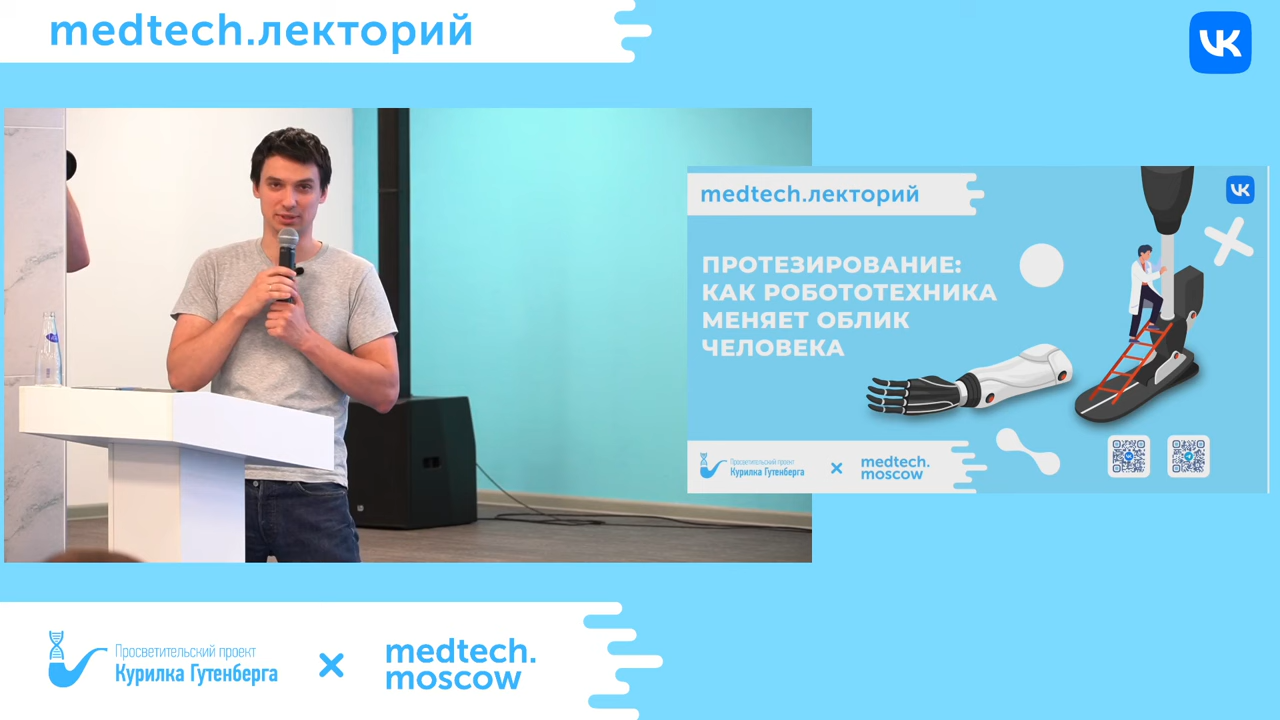 medtech.лекторий
medtech.лекторий
ПРОТЕЗИРОВАНИЕ:
КАК РОБОТОТЕХНИКА
МЕНЯЕТ ОБЛИК
ЧЕЛОВЕКА
Просветительский проект
Курилка Гутенберга
medtech.
moscow
Просветительский проект
Курилка Гутенберга
medtech.
moscow